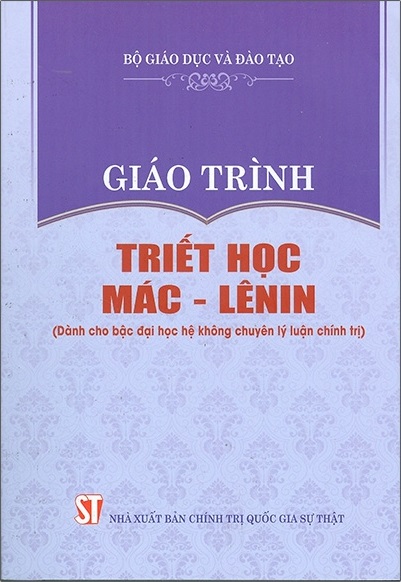 BỘ GIÁO DỤC VÀ ĐÀO TẠO
GIÁO TRÌNH
TRIẾT HỌC
MÁC - LÊNIN
(Dành cho bậc đại học hệ không chuyên lý luận chính trị)
ST
NHÀ XUẤT BẢN CHÍNH TRỊ QUỐC GIA SỰ THẬT